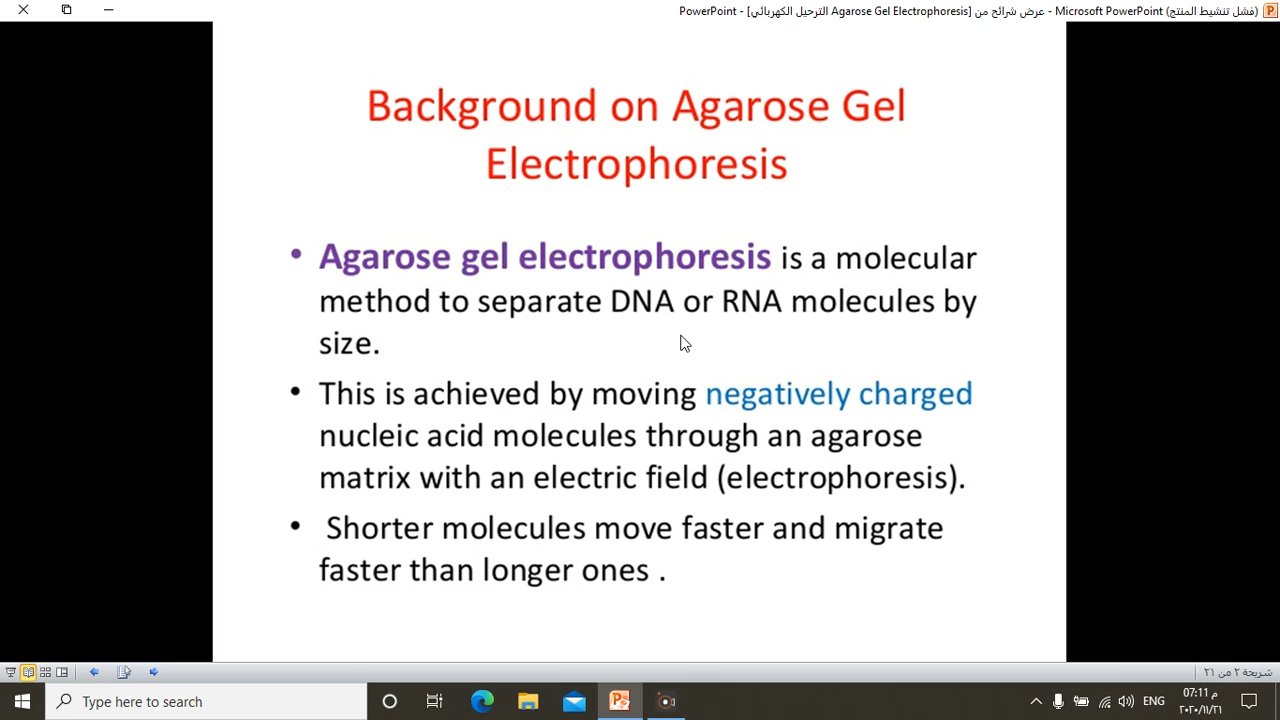 PowerPoint - [الترحيل الكهربائي Agarose Gel Electrophoresis] عرض شرائح من - Microsoft PowerPoint (فشل تنشيط المنتج)
Background on Agarose Gel
Electrophoresis
• Agarose gel electrophoresis is a molecular
method to separate DNA or RNA molecules by
size.
• This is achieved by moving negatively charged
nucleic acid molecules through an agarose
matrix with an electric field (electrophoresis).
• Shorter molecules move faster and migrate
faster than longer ones .
شريحة ٢ من ٢١
Type here to search
ENG
07:11 م
٢٠٢٠/١١/٢١